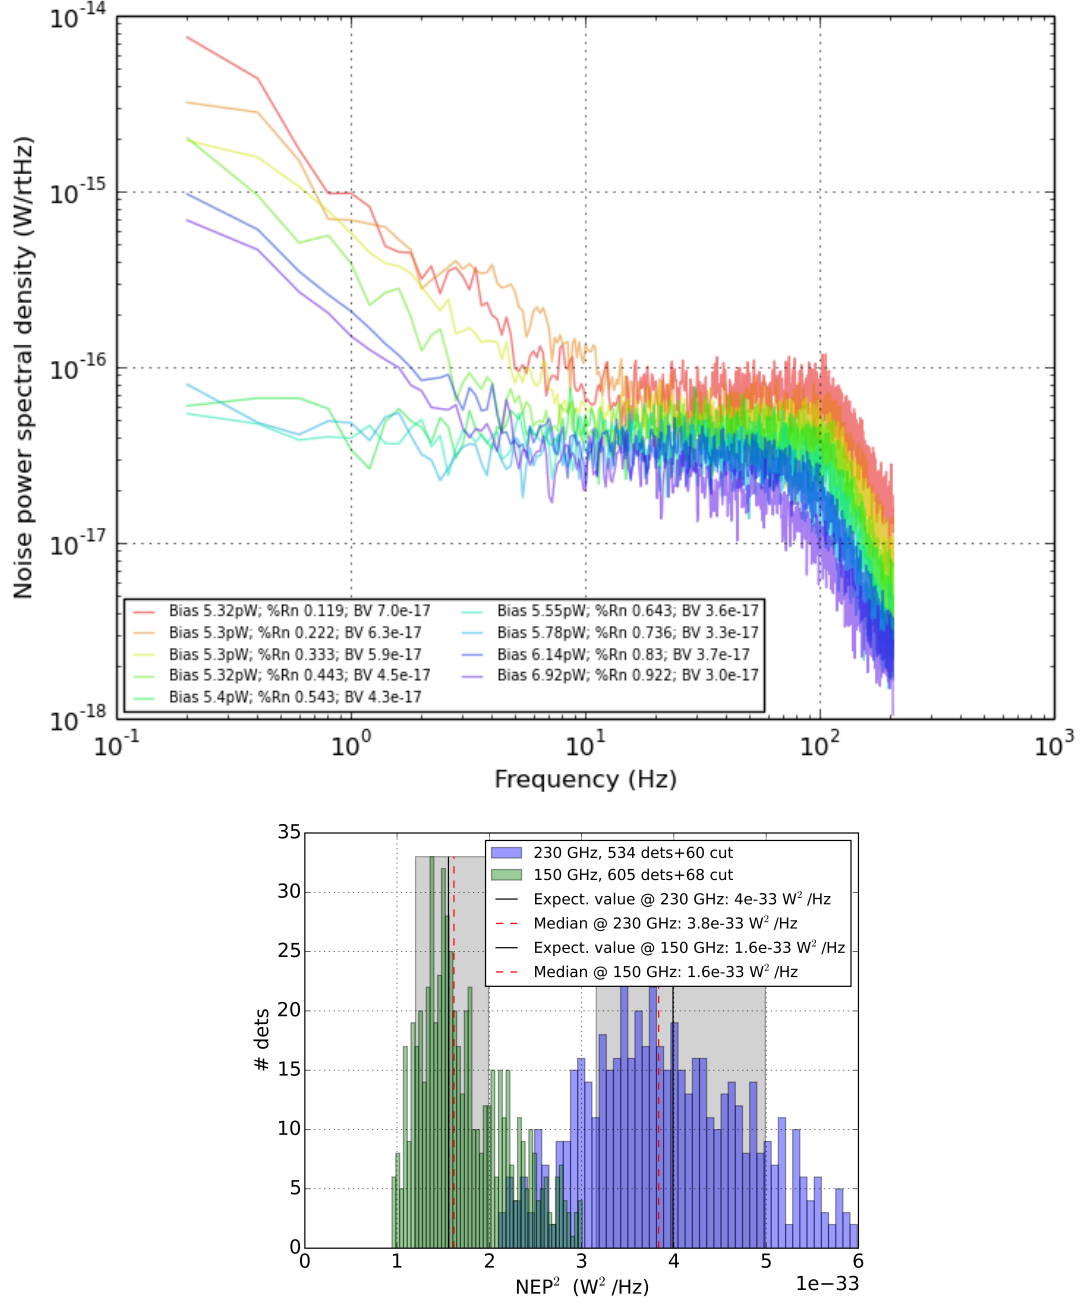 10⁻¹⁴
10⁻¹⁵
10⁻¹⁶
10⁻¹⁷
10⁻¹⁸
Noise power spectral density (W/rtHz)
Bias 5.32pW; %Rn 0.119; BV 7.0e-17
Bias 5.3pW; %Rn 0.222; BV 6.3e-17
Bias 5.3pW; %Rn 0.333; BV 5.9e-17
Bias 5.32pW; %Rn 0.443; BV 4.5e-17
Bias 5.4pW; %Rn 0.543; BV 4.3e-17
Bias 5.55pW; %Rn 0.643; BV 3.6e-17
Bias 5.78pW; %Rn 0.736; BV 3.3e-17
Bias 6.14pW; %Rn 0.83; BV 3.7e-17
Bias 6.92pW; %Rn 0.922; BV 3.0e-17
10⁻¹ 10⁰ 10¹ 10² 10³
Frequency (Hz)
35
30
25
20
15
10
5
0
# dets
230 GHz, 534 dets+60 cut
150 GHz, 605 dets+68 cut
Expect. value @ 230 GHz: 4e-33 W² /Hz
Median @ 230 GHz: 3.8e-33 W² /Hz
Expect. value @ 150 GHz: 1.6e-33 W² /Hz
Median @ 150 GHz: 1.6e-33 W² /Hz
0 1 2 3 4 5 6
NEP² (W² /Hz)
1e−33